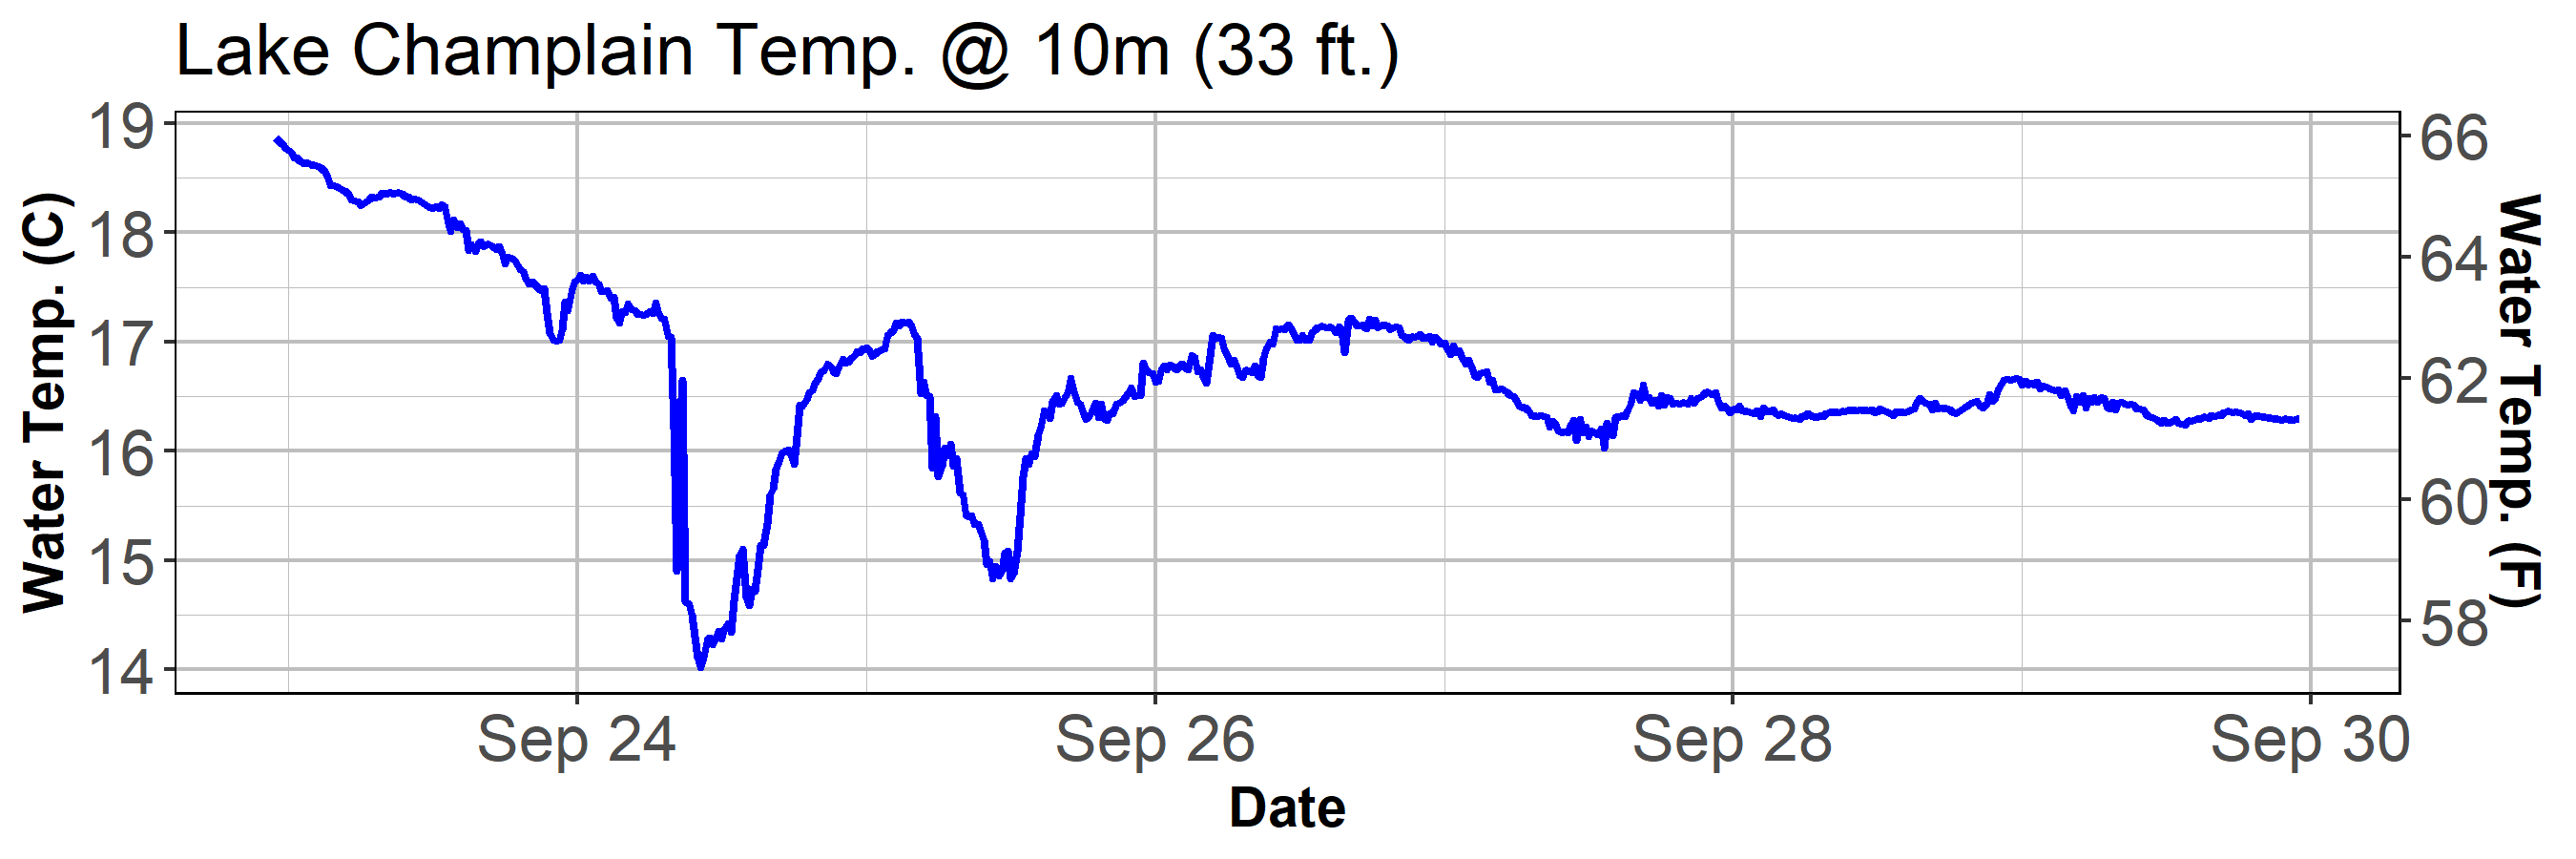 Lake Champlain Temp. @ 10m (33 ft.)
Water Temp. (C)
19
18
17
16
15
14
66
64
62
60
58
Water Temp. (F)
Sep 24
Sep 26
Sep 28
Sep 30
Date